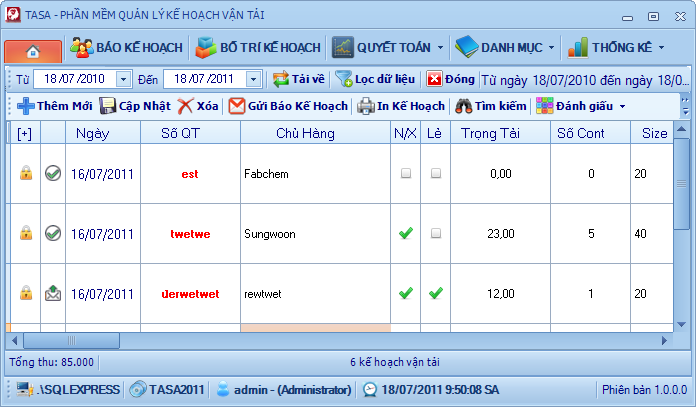 TASA - PHẦN MỀM QUẢN LÝ KẾ HOẠCH VẬN TẢI
BÁO KẾ HOẠCH BỐ TRÍ KẾ HOẠCH QUYẾT TOÁN DANH MỤC THỐNG KÊ
Từ 18/07/2010 Đến 18/07/2011 Tải về Lọc dữ liệu Đóng Từ ngày 18/07/2010 đến ngày 18/0...
Thêm Mới Cập Nhật Xóa Gửi Báo Kế Hoạch In Kế Hoạch Tìm kiếm Đánh giấu
[+] Ngày Số QT Chủ Hàng N/X Lẻ Trọng Tải Số Cont Size
16/07/2011 est Fabchem 0,00 0 20
16/07/2011 twetwe Sungwoon 23,00 5 40
16/07/2011 derwetwet rewtwet 12,00 1 20
Tổng thu: 85.000 6 kế hoạch vận tải
.\SQLEXPRESS TASA2011 admin - (Administrator) 18/07/2011 9:50:08 SA Phiên bản 1.0.0.0